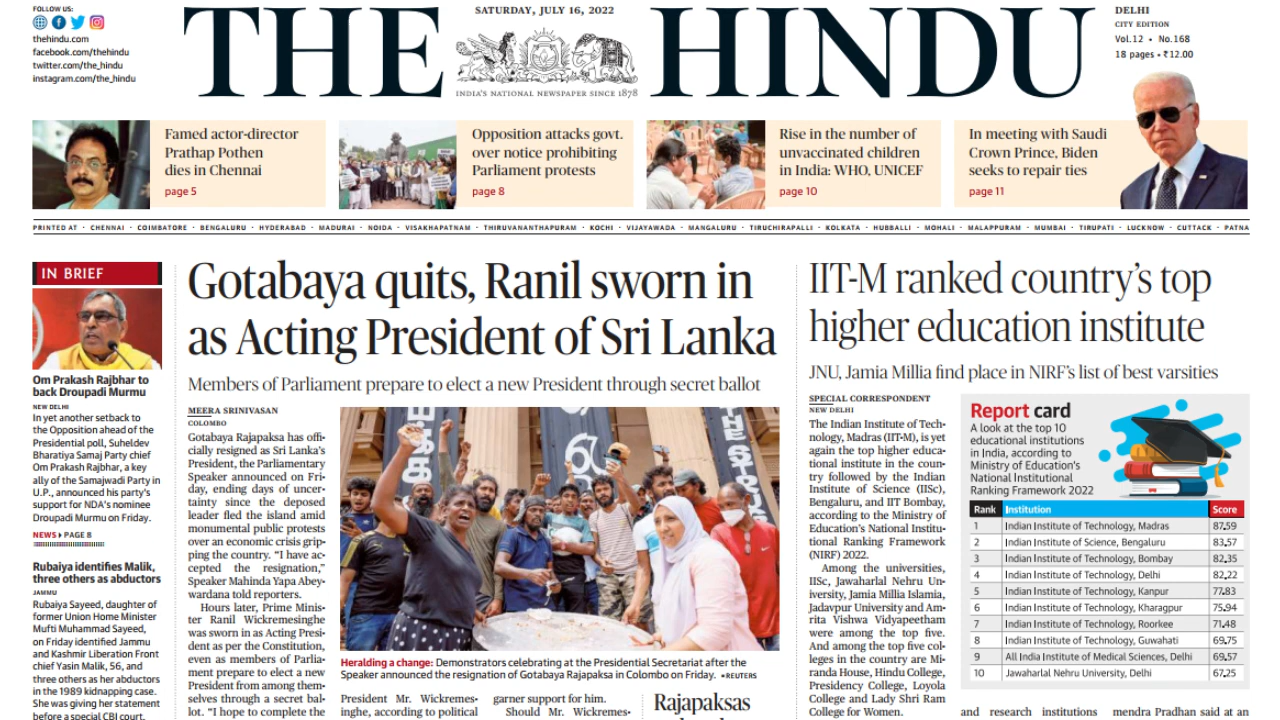 FOLLOW US:
thehindu.com
facebook.com/thehindu
twitter.com/the_hindu
instagram.com/the_hindu
SATURDAY, JULY 16, 2022
THE HINDU
INDIA'S NATIONAL NEWSPAPER SINCE 1878
DELHI
CITY EDITION
Vol.12 • No.168
18 pages • ₹12.00
Famed actor-director
Prathap Pothen
dies in Chennai
page 5
Opposition attacks govt.
over notice prohibiting
Parliament protests
page 8
Rise in the number of
unvaccinated children
in India: WHO, UNICEF
page 10
In meeting with Saudi
Crown Prince, Biden
seeks to repair ties
page 11
PRINTED AT • CHENNAI • COIMBATORE • BENGALURU • HYDERABAD • MADURAI • NOIDA • VISAKHAPATNAM • THIRUVANANTHAPURAM • KOCHI • VIJAYAWADA • MANGALURU • TIRUCHIRAPALLI • KOLKATA • HUBBALLI • MOHALI • MALAPPURAM • MUMBAI • TIRUPATI • LUCKNOW • CUTTACK • PATNA
IN BRIEF
Om Prakash Rajbhar to
back Droupadi Murmu
NEW DELHI
In yet another setback to
the Opposition ahead of the
Presidential poll, Suheldev
Bharatiya Samaj Party chief
Om Prakash Rajbhar, a key
ally of the Samajwadi Party in
U.P., announced his party's
support for NDA's nominee
Droupadi Murmu on Friday.
NEWS PAGE 8
Rubaiya identifies Malik,
three others as abductors
JAMMU
Rubaiya Sayeed, daughter of
former Union Home Minister
Mufti Muhammad Sayeed,
on Friday identified Jammu
and Kashmir Liberation Front
chief Yasin Malik, 56, and
three others as her abductors
in the 1989 kidnapping case.
She was giving her statement
before a special CBI court.
Gotabaya quits, Ranil sworn in
as Acting President of Sri Lanka
Members of Parliament prepare to elect a new President through secret ballot
MEERA SRINIVASAN
COLOMBO
Gotabaya Rajapaksa has offi-
cially resigned as Sri Lanka's
President, the Parliamentary
Speaker announced on Fri-
day, ending days of uncer-
tainty since the deposed
leader fled the island amid
monumental public protests
over an economic crisis grip-
ping the country. “I have ac-
cepted the resignation,”
Speaker Mahinda Yapa Abey-
wardana told reporters.
Hours later, Prime Minis-
ter Ranil Wickremesinghe
was sworn in as Acting Presi-
dent as per the Constitution,
even as members of Parlia-
ment prepare to elect a new
President from among them-
selves through a secret bal-
lot. “I hope to complete the
Heralding a change: Demonstrators celebrating at the Presidential Secretariat after the
Speaker announced the resignation of Gotabaya Rajapaksa in Colombo on Friday. •REUTERS
President Mr. Wickremes-
inghe, according to political
garner support for him.
Should Mr. Wickremes-
Rajapaksas
IIT-M ranked country's top
higher education institute
JNU, Jamia Millia find place in NIRF's list of best varsities
SPECIAL CORRESPONDENT
NEW DELHI
The Indian Institute of Tech-
nology, Madras (IIT-M), is yet
again the top higher educa-
tional institute in the coun-
try followed by the Indian
Institute of Science (IISc),
Bengaluru, and IIT Bombay,
according to the Ministry of
Education's National Institu-
tional Ranking Framework
(NIRF) 2022.
Among the universities,
IISc, Jawaharlal Nehru Un-
iversity, Jamia Millia Islamia,
Jadavpur University and Am-
rita Vishwa Vidyapeetham
were among the top five.
And among the top five col-
leges in the country are Mi-
randa House, Hindu College,
Presidency College, Loyola
College and Lady Shri Ram
College for Women.
Report card
A look at the top 10
educational institutions
in India, according to
Ministry of Education's
National Institutional
Ranking Framework 2022
Rank Institution Score
1 Indian Institute of Technology, Madras 87.59
2 Indian Institute of Science, Bengaluru 83.57
3 Indian Institute of Technology, Bombay 82.35
4 Indian Institute of Technology, Delhi 82.22
5 Indian Institute of Technology, Kanpur 77.83
6 Indian Institute of Technology, Kharagpur 75.94
7 Indian Institute of Technology, Roorkee 71.48
8 Indian Institute of Technology, Guwahati 69.75
9 All India Institute of Medical Sciences, Delhi 69.57
10 Jawaharlal Nehru University, Delhi 67.25
and research institutions
mendra Pradhan said at an